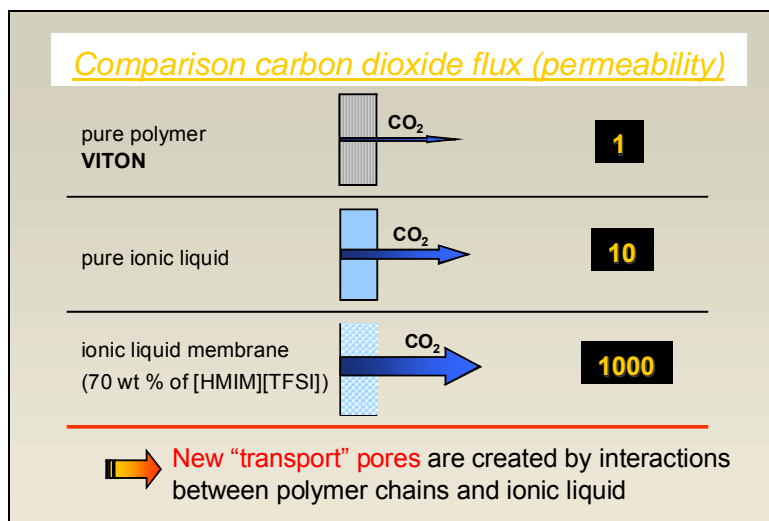 Comparison carbon dioxide flux (permeability)
CO₂
pure polymer
VITON
1
CO₂
pure ionic liquid
10
CO₂
ionic liquid membrane
(70 wt % of [HMIM][TFSI])
1000
New “transport” pores are created by interactions
between polymer chains and ionic liquid